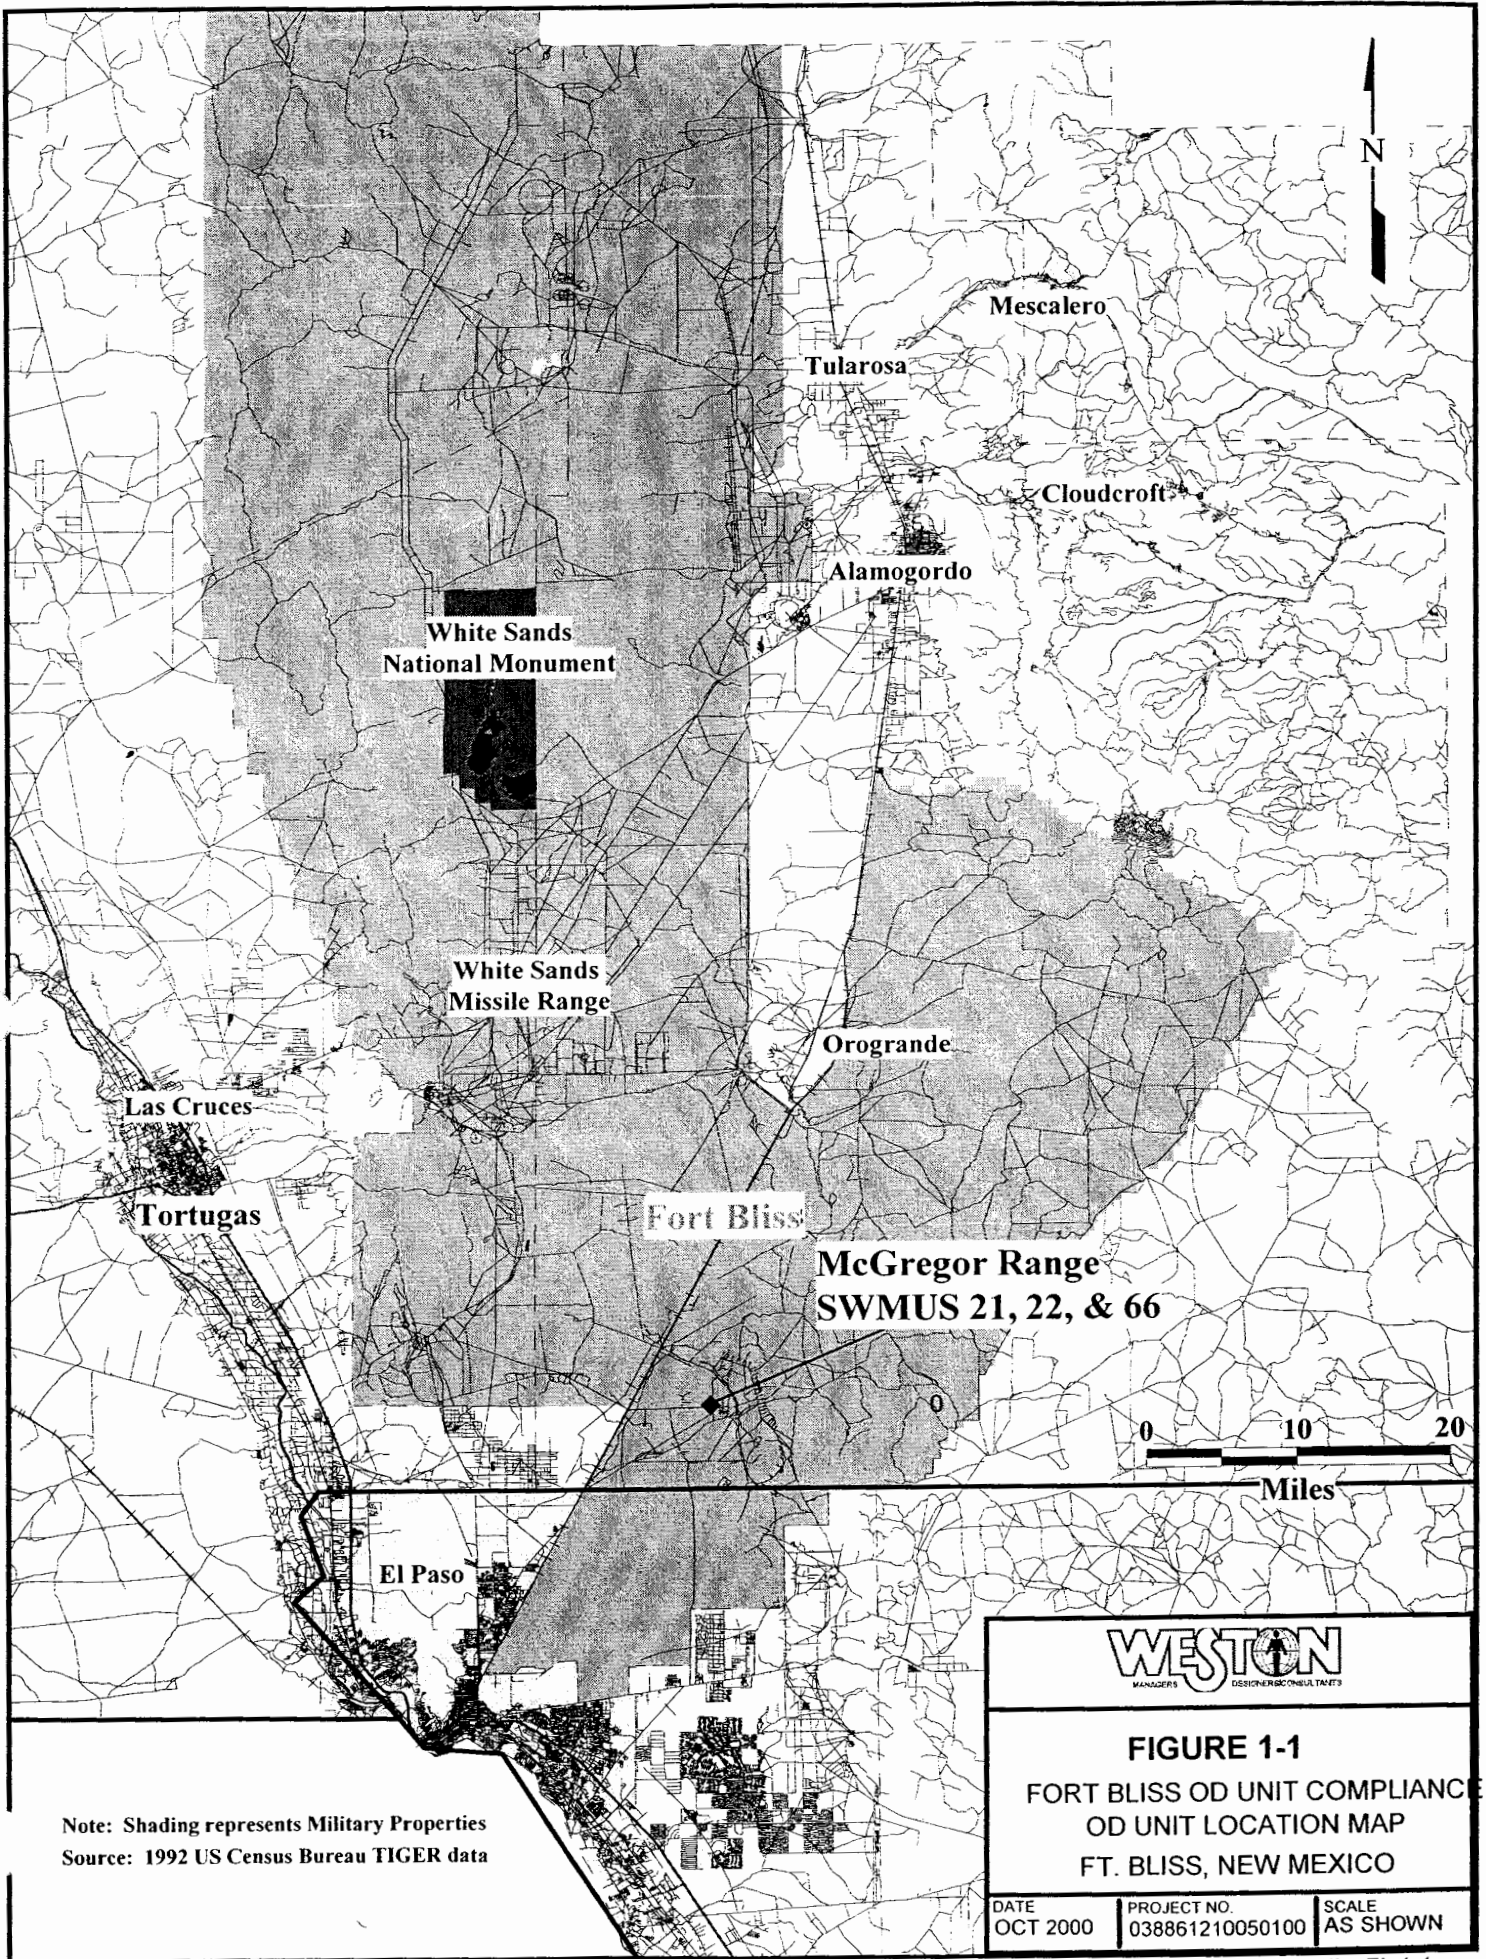 N
Mescalero
Tularosa
Cloudcroft
Alamogordo
White Sands
National Monument
White Sands
Missile Range
Orogrande
Las Cruces
Tortugas
Fort Bliss
McGregor Range
SWMUS 21, 22, & 66
0
0 10 20
Miles
El Paso
WESTON
MANAGERS DESIGNERS/CONSULTANTS
FIGURE 1-1
FORT BLISS OD UNIT COMPLIANCE
OD UNIT LOCATION MAP
FT. BLISS, NEW MEXICO
Note: Shading represents Military Properties
Source: 1992 US Census Bureau TIGER data
DATE
OCT 2000
PROJECT NO.
038861210050100
SCALE
AS SHOWN